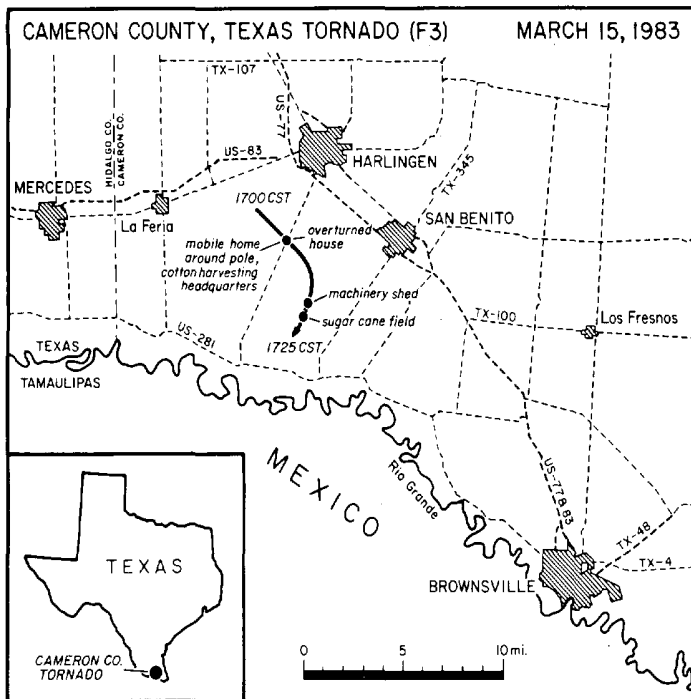 CAMERON COUNTY, TEXAS TORNADO (F3)
MARCH 15, 1983
TX-107
US-77
HIDALGO CO.
CAMERON CO.
US-83
HARLINGEN
TX-345
MERCEDES
La Feria
1700 CST
SAN BENITO
mobile home
around pole,
cotton harvesting
headquarters
overturned
house
machinery shed
sugar cane field
1725 CST
TX-100
Los Fresnos
US-281
TEXAS
TAMAULIPAS
MEXICO
Rio Grande
US-77&83
TX-48
TX-4
BROWNSVILLE
TEXAS
CAMERON CO.
TORNADO
0 5 10 mi.